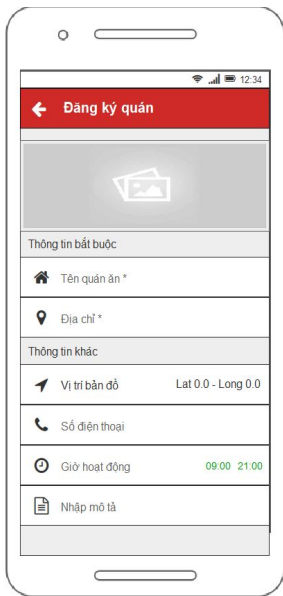 12:34
Đăng ký quán
Thông tin bắt buộc
Tên quán ăn *
Địa chỉ *
Thông tin khác
Vị trí bản đồ Lat 0.0 - Long 0.0
Số điện thoại
Giờ hoạt động 09:00 21:00
Nhập mô tả